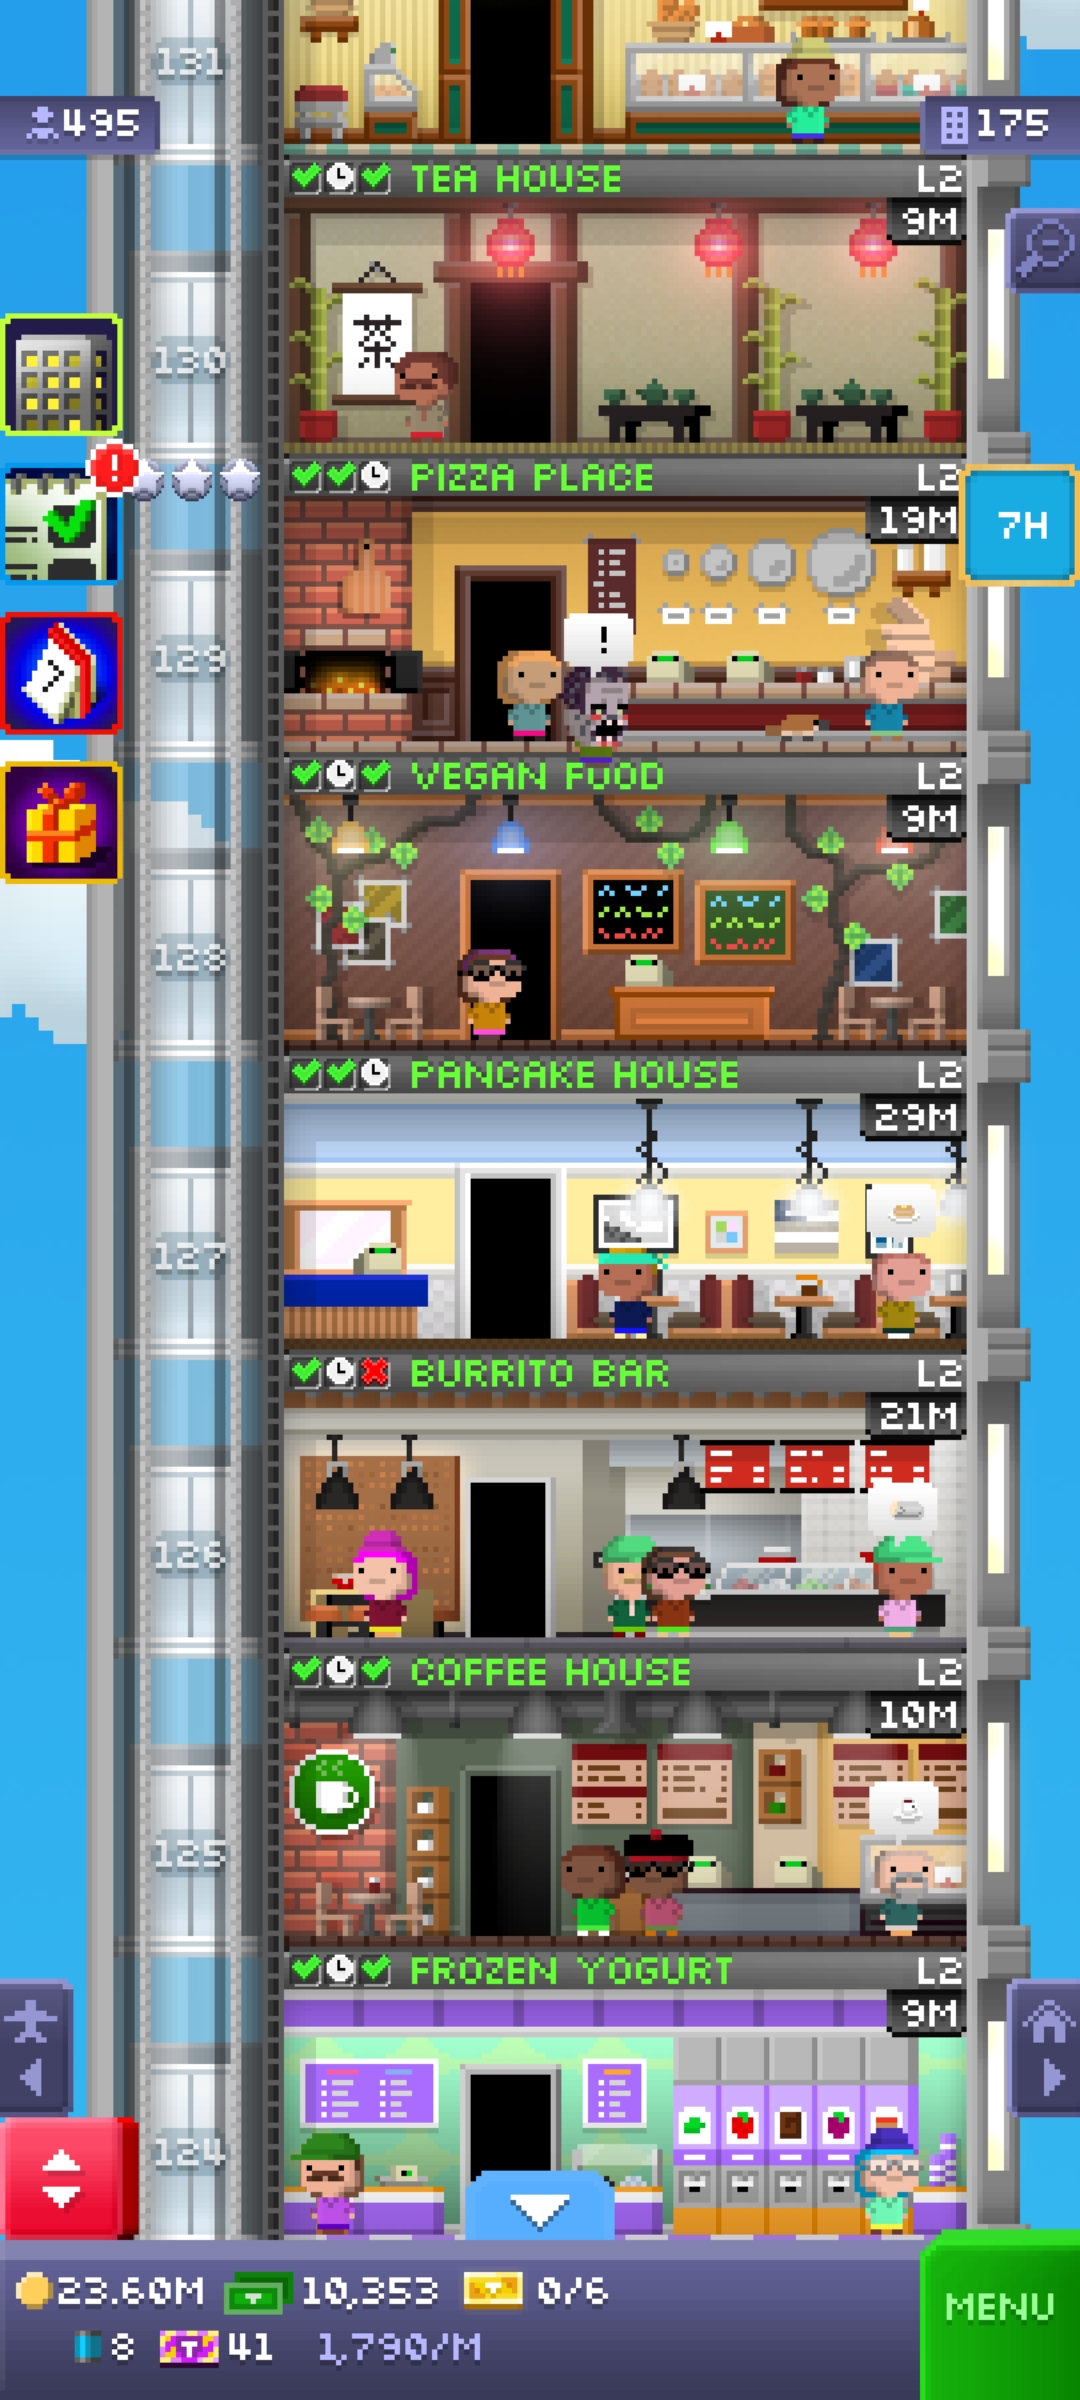 131
495
175
TEA HOUSE
L2
9M
茶
130
PIZZA PLACE
L2
19M
7H
!
!
129
VEGAN FOOD
L2
9M
128
PANCAKE HOUSE
L2
29M
127
BURRITO BAR
L2
21M
126
COFFEE HOUSE
L2
10M
125
FROZEN YOGURT
L2
9M
124
23.60M
10,353
0/6
MENU
8
T
41
1,790/M